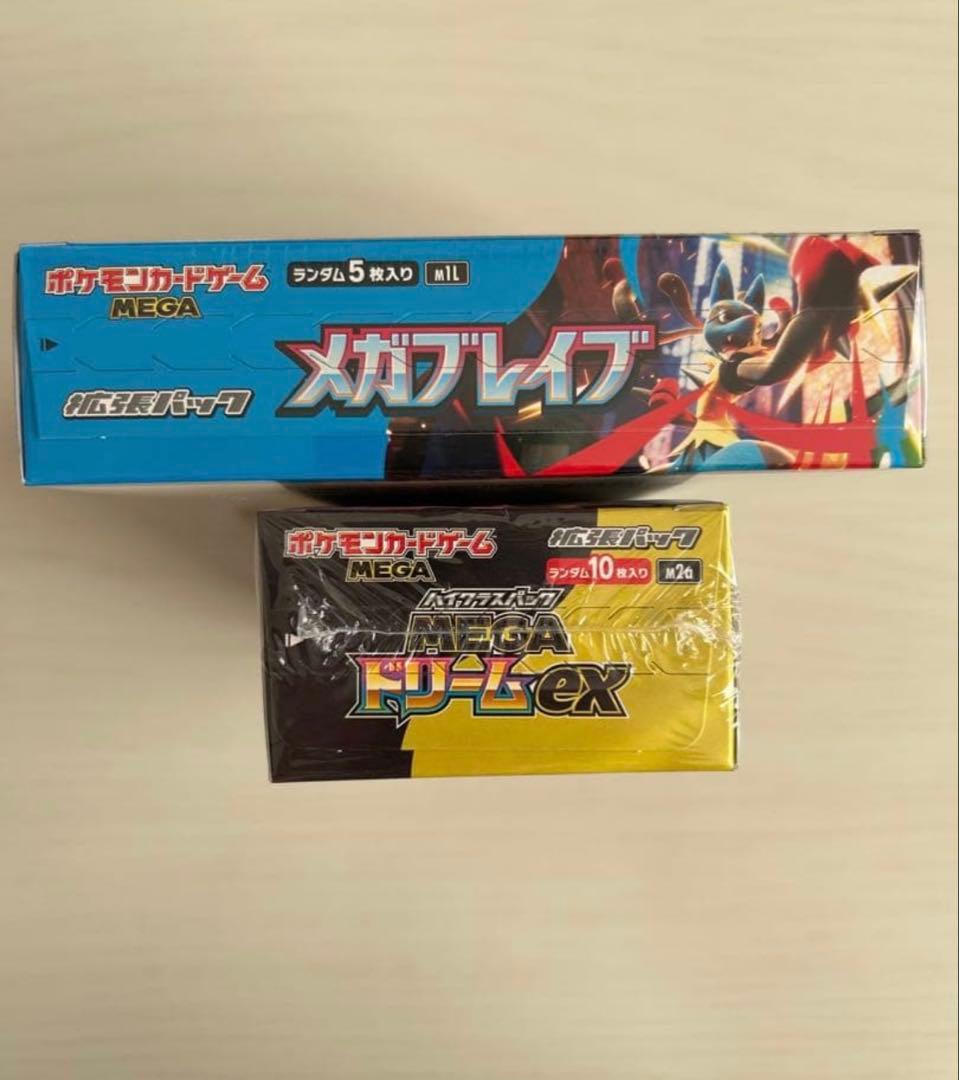 ポケモンカードゲーム
MEGA
ランダム5枚入り
M1L
拡張パック
メガブレイブ
ポケモンカードゲーム
MEGA
拡張パック
ランダム10枚入り
M2a
ハイクラスパック
MEGA
ドリームex